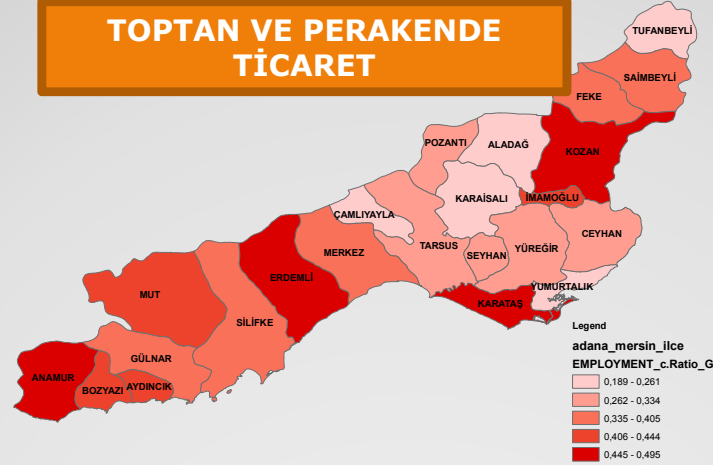 TOPTAN VE PERAKENDE
TİCARET
TUFANBEYLİ
SAİMBEYLİ
FEKE
POZANTI
ALADAĞ
KOZAN
KARAİSALI
İMAMOĞLU
ÇAMLIYAYLA
CEYHAN
TARSUS
YÜREĞİR
MERKEZ
SEYHAN
ERDEMLİ
YUMURTALIK
MUT
KARATAŞ
SİLİFKE
GÜLNAR
ANAMUR
BOZYAZI
AYDINCIK
Legend
adana_mersin_ilce
EMPLOYMENT_c.Ratio_G
0,189 - 0,261
0,262 - 0,334
0,335 - 0,405
0,406 - 0,444
0,445 - 0,495